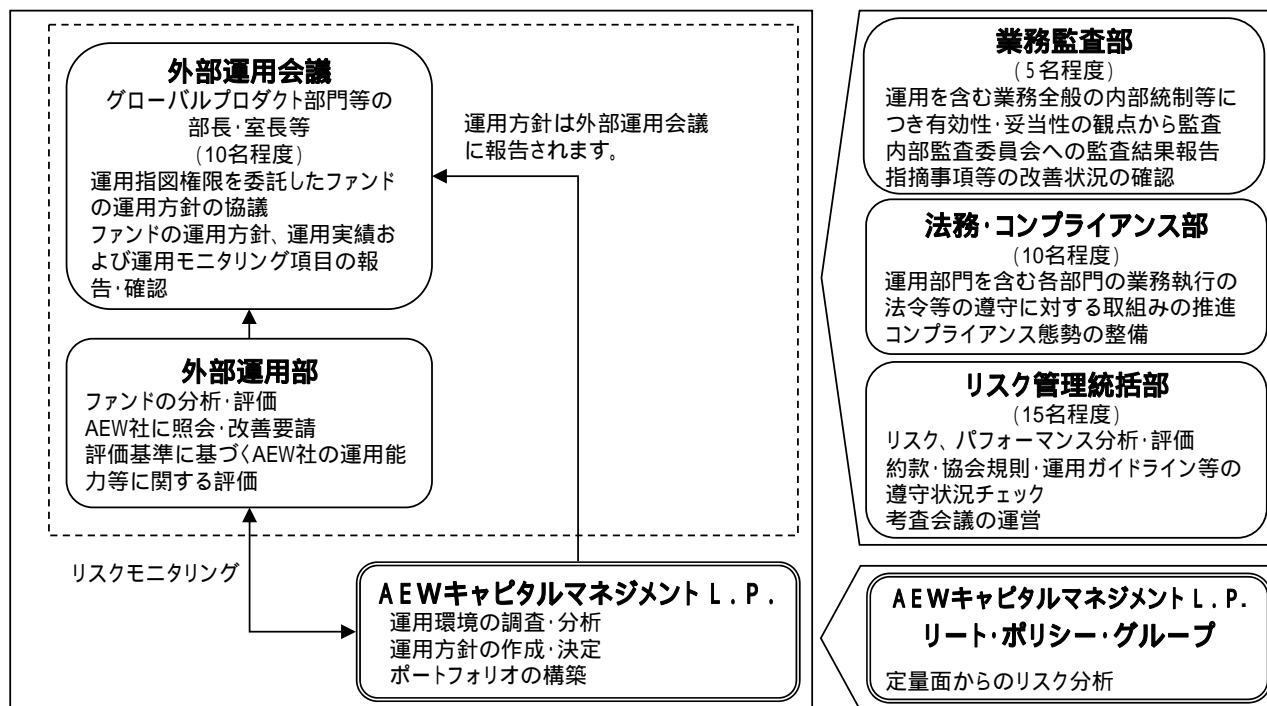 外部運用会議
グローバルプロダクト部門等の
部長・室長等
(10名程度)
運用指図権限を委託したファンド
の運用方針の協議
ファンドの運用方針、運用実績お
よび運用モニタリング項目の報
告・確認
運用方針は外部運用会議
に報告されます。
外部運用部
ファンドの分析・評価
AEW社に照会・改善要請
評価基準に基づくAEW社の運用能
力等に関する評価
リスクモニタリング
AEWキャピタルマネジメントL.P.
運用環境の調査・分析
運用方針の作成・決定
ポートフォリオの構築
業務監査部
(5名程度)
運用を含む業務全般の内部統制等に
つき有効性・妥当性の観点から監査
内部監査委員会への監査結果報告
指摘事項等の改善状況の確認
法務・コンプライアンス部
(10名程度)
運用部門を含む各部門の業務執行の
法令等の遵守に対する取組みの推進
コンプライアンス態勢の整備
リスク管理統括部
(15名程度)
リスク、パフォーマンス分析・評価
約款・協会規則・運用ガイドライン等の
遵守状況チェック
考査会議の運営
AEWキャピタルマネジメントL.P.
リート・ポリシー・グループ
定量面からのリスク分析